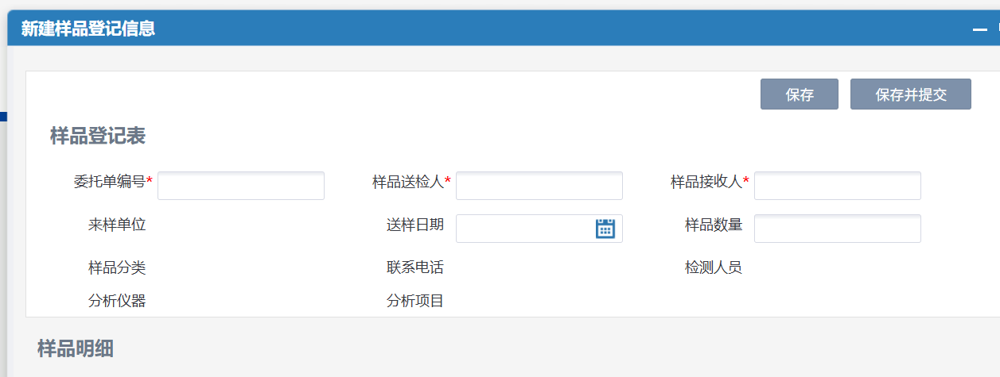 新建样品登记信息
保存 保存并提交
样品登记表
委托单编号* 样品送检人* 样品接收人*
来样单位 送样日期 样品数量
样品分类 联系电话 检测人员
分析仪器 分析项目
样品明细